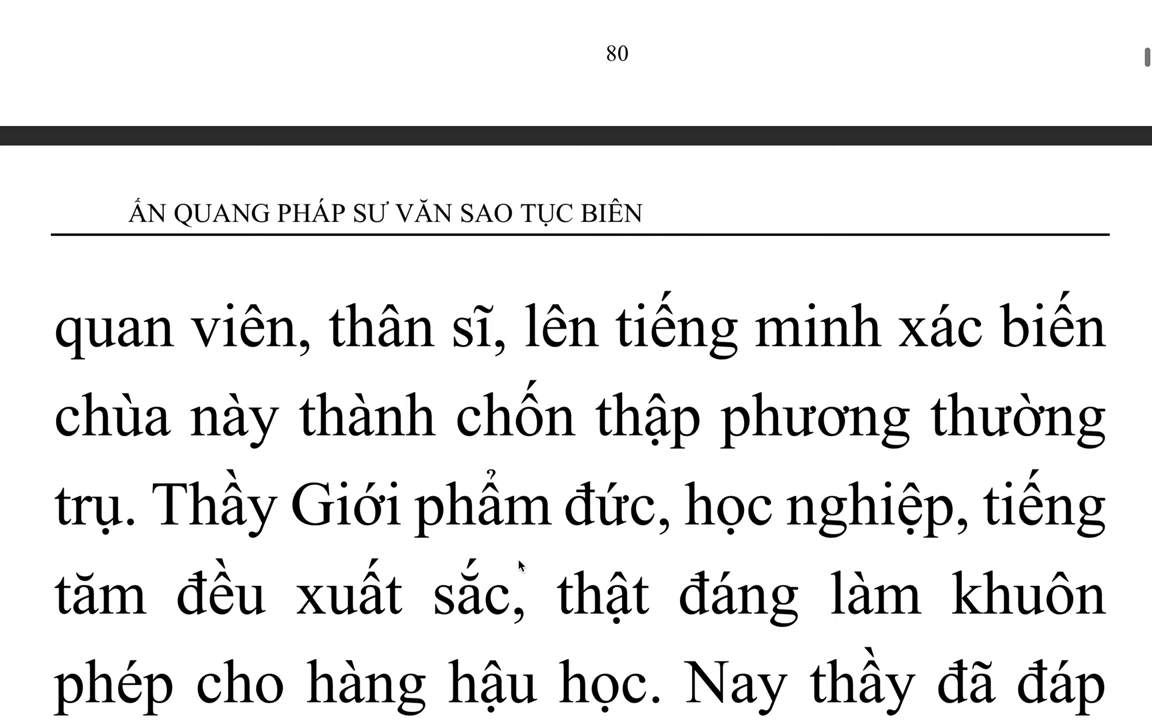 80
ẤN QUANG PHÁP SƯ VĂN SAO TỤC BIÊN
quan viên, thân sĩ, lên tiếng minh xác biến
chùa này thành chốn thập phương thường
trụ. Thầy Giới phẩm đức, học nghiệp, tiếng
tăm đều xuất sắc, thật đáng làm khuôn
phép cho hàng hậu học. Nay thầy đã đáp